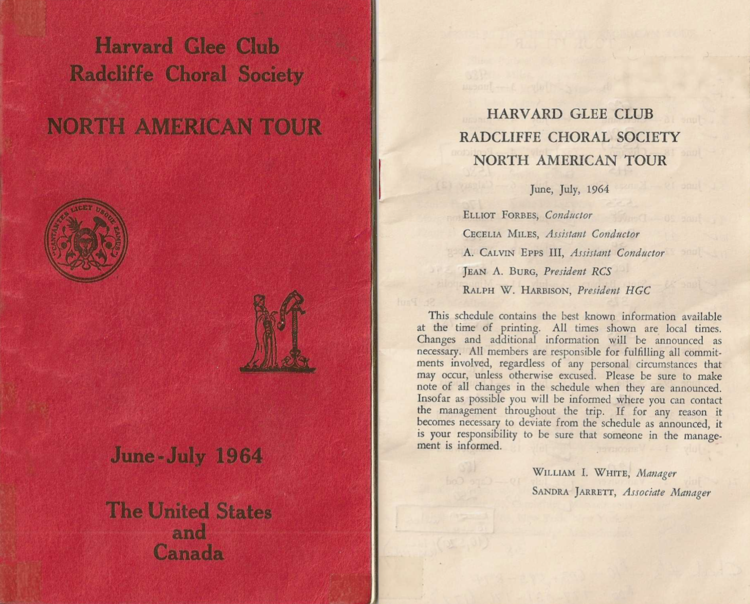 Harvard Glee Club
Radcliffe Choral Society
NORTH AMERICAN TOUR
CANTANTES LICET USQUE EAMUS
June-July 1964
The United States
and
Canada
HARVARD GLEE CLUB
RADCLIFFE CHORAL SOCIETY
NORTH AMERICAN TOUR
June, July, 1964
ELLIOT FORBES, Conductor
CECELIA MILES, Assistant Conductor
A. CALVIN EPPS III, Assistant Conductor
JEAN A. BURG, President RCS
RALPH W. HARBISON, President HGC
This schedule contains the best known information available
at the time of printing. All times shown are local times.
Changes and additional information will be announced as
necessary. All members are responsible for fulfilling all commit-
ments involved, regardless of any personal circumstances that
may occur, unless otherwise excused. Please be sure to make
note of all changes in the schedule when they are announced.
Insofar as possible you will be informed where you can contact
the management throughout the trip. If for any reason it
becomes necessary to deviate from the schedule as announced, it
is your responsibility to be sure that someone in the manage-
ment is informed.
WILLIAM I. WHITE, Manager
SANDRA JARRETT, Associate Manager